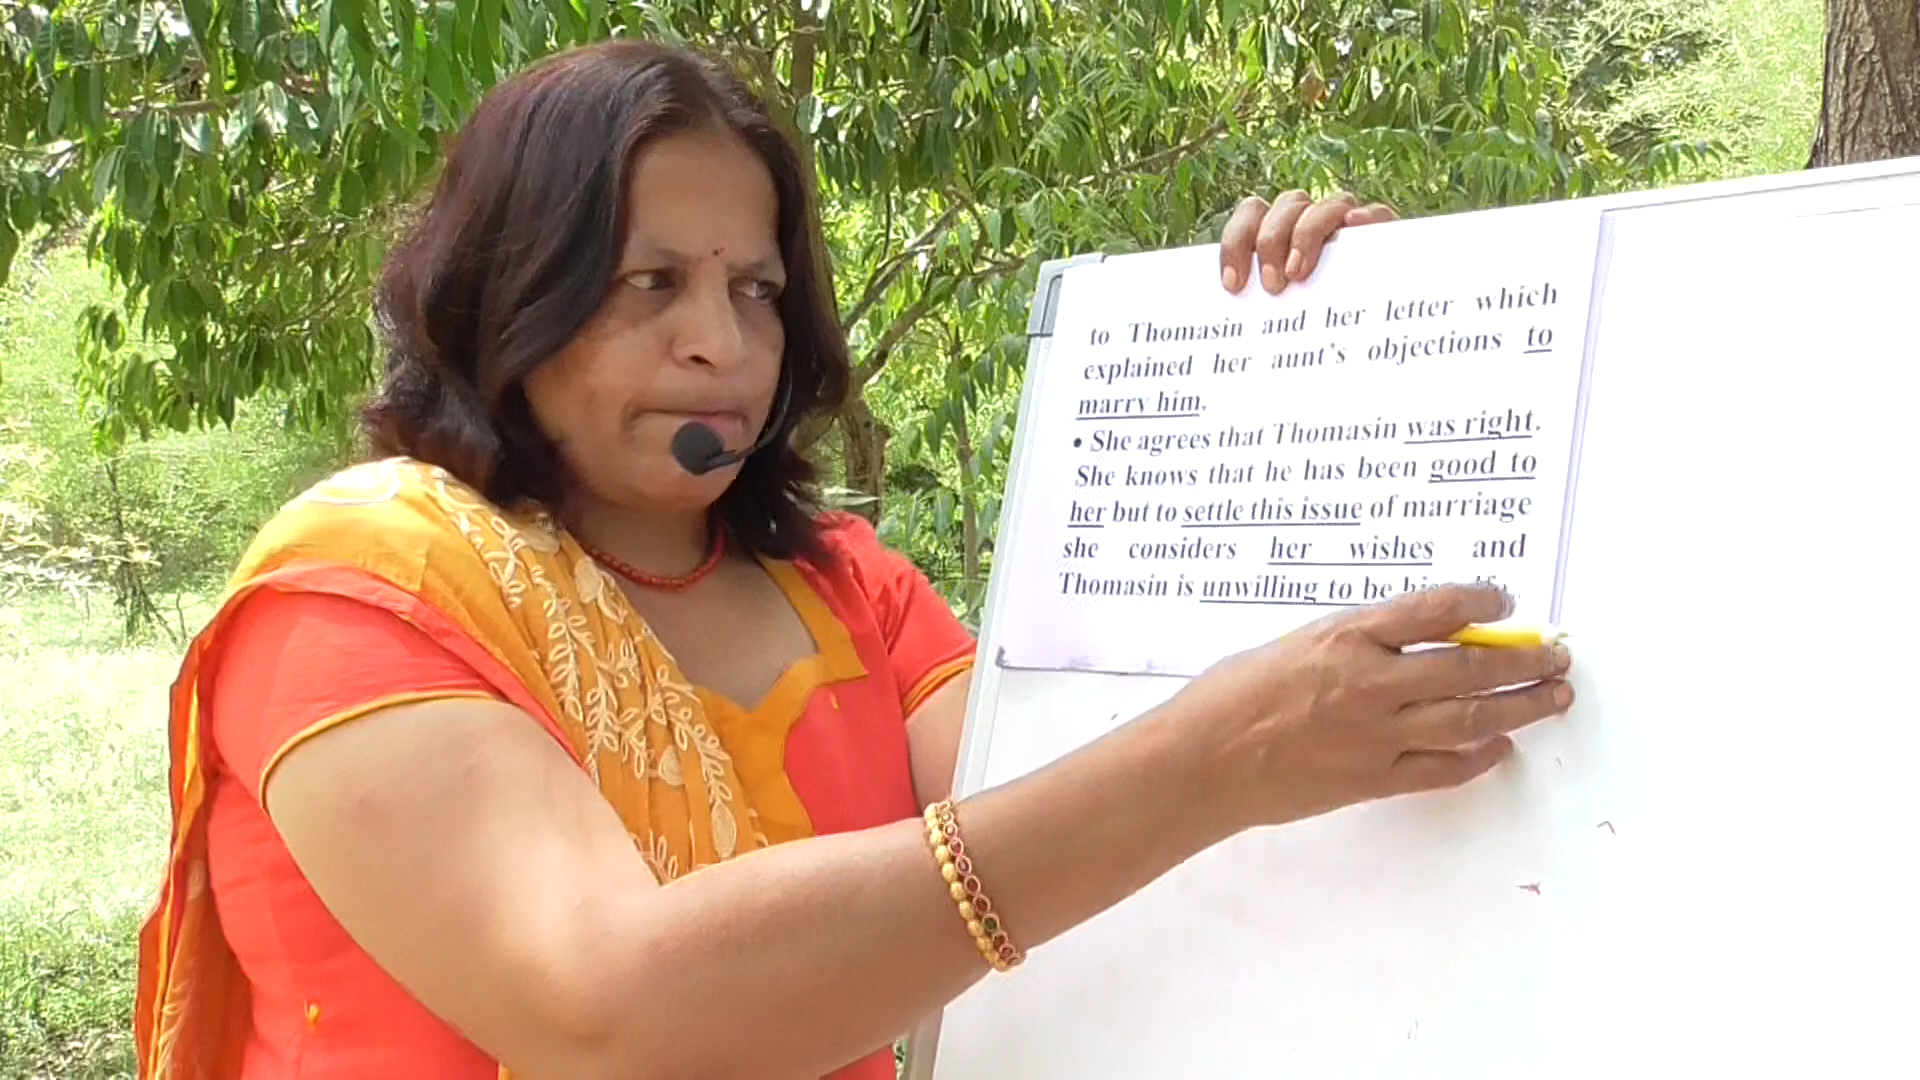 to Thomasin and her letter which
explained her aunt's objections to
marry him.
• She agrees that Thomasin was right.
She knows that he has been good to
her but to settle this issue of marriage
she considers her wishes and
Thomasin is unwilling to be